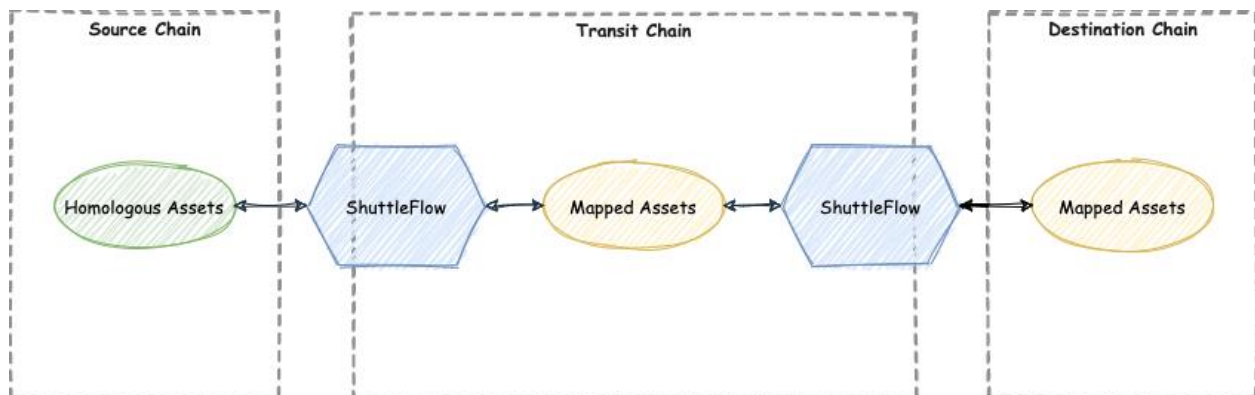 Source Chain
Transit Chain
Destination Chain
Homologous Assets
ShuttleFlow
Mapped Assets
ShuttleFlow
Mapped Assets